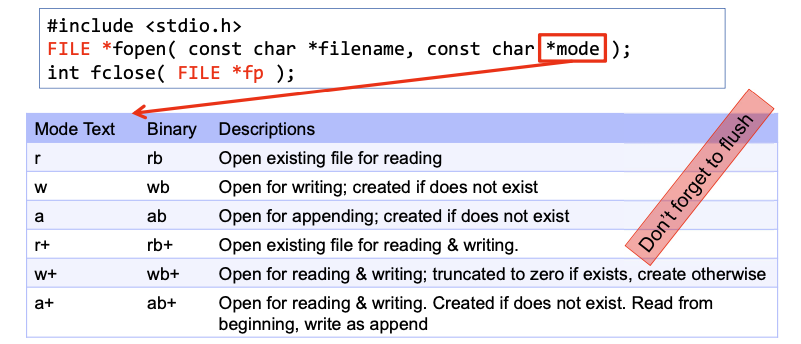 #include <stdio.h>
FILE *fopen( const char *filename, const char *mode );
int fclose( FILE *fp );
Mode Text Binary Descriptions
r rb Open existing file for reading
w wb Open for writing; created if does not exist
a ab Open for appending; created if does not exist
r+ rb+ Open existing file for reading & writing.
w+ wb+ Open for reading & writing; truncated to zero if exists, create otherwise
a+ ab+ Open for reading & writing. Created if does not exist. Read from
beginning, write as append
Don't forget to flush